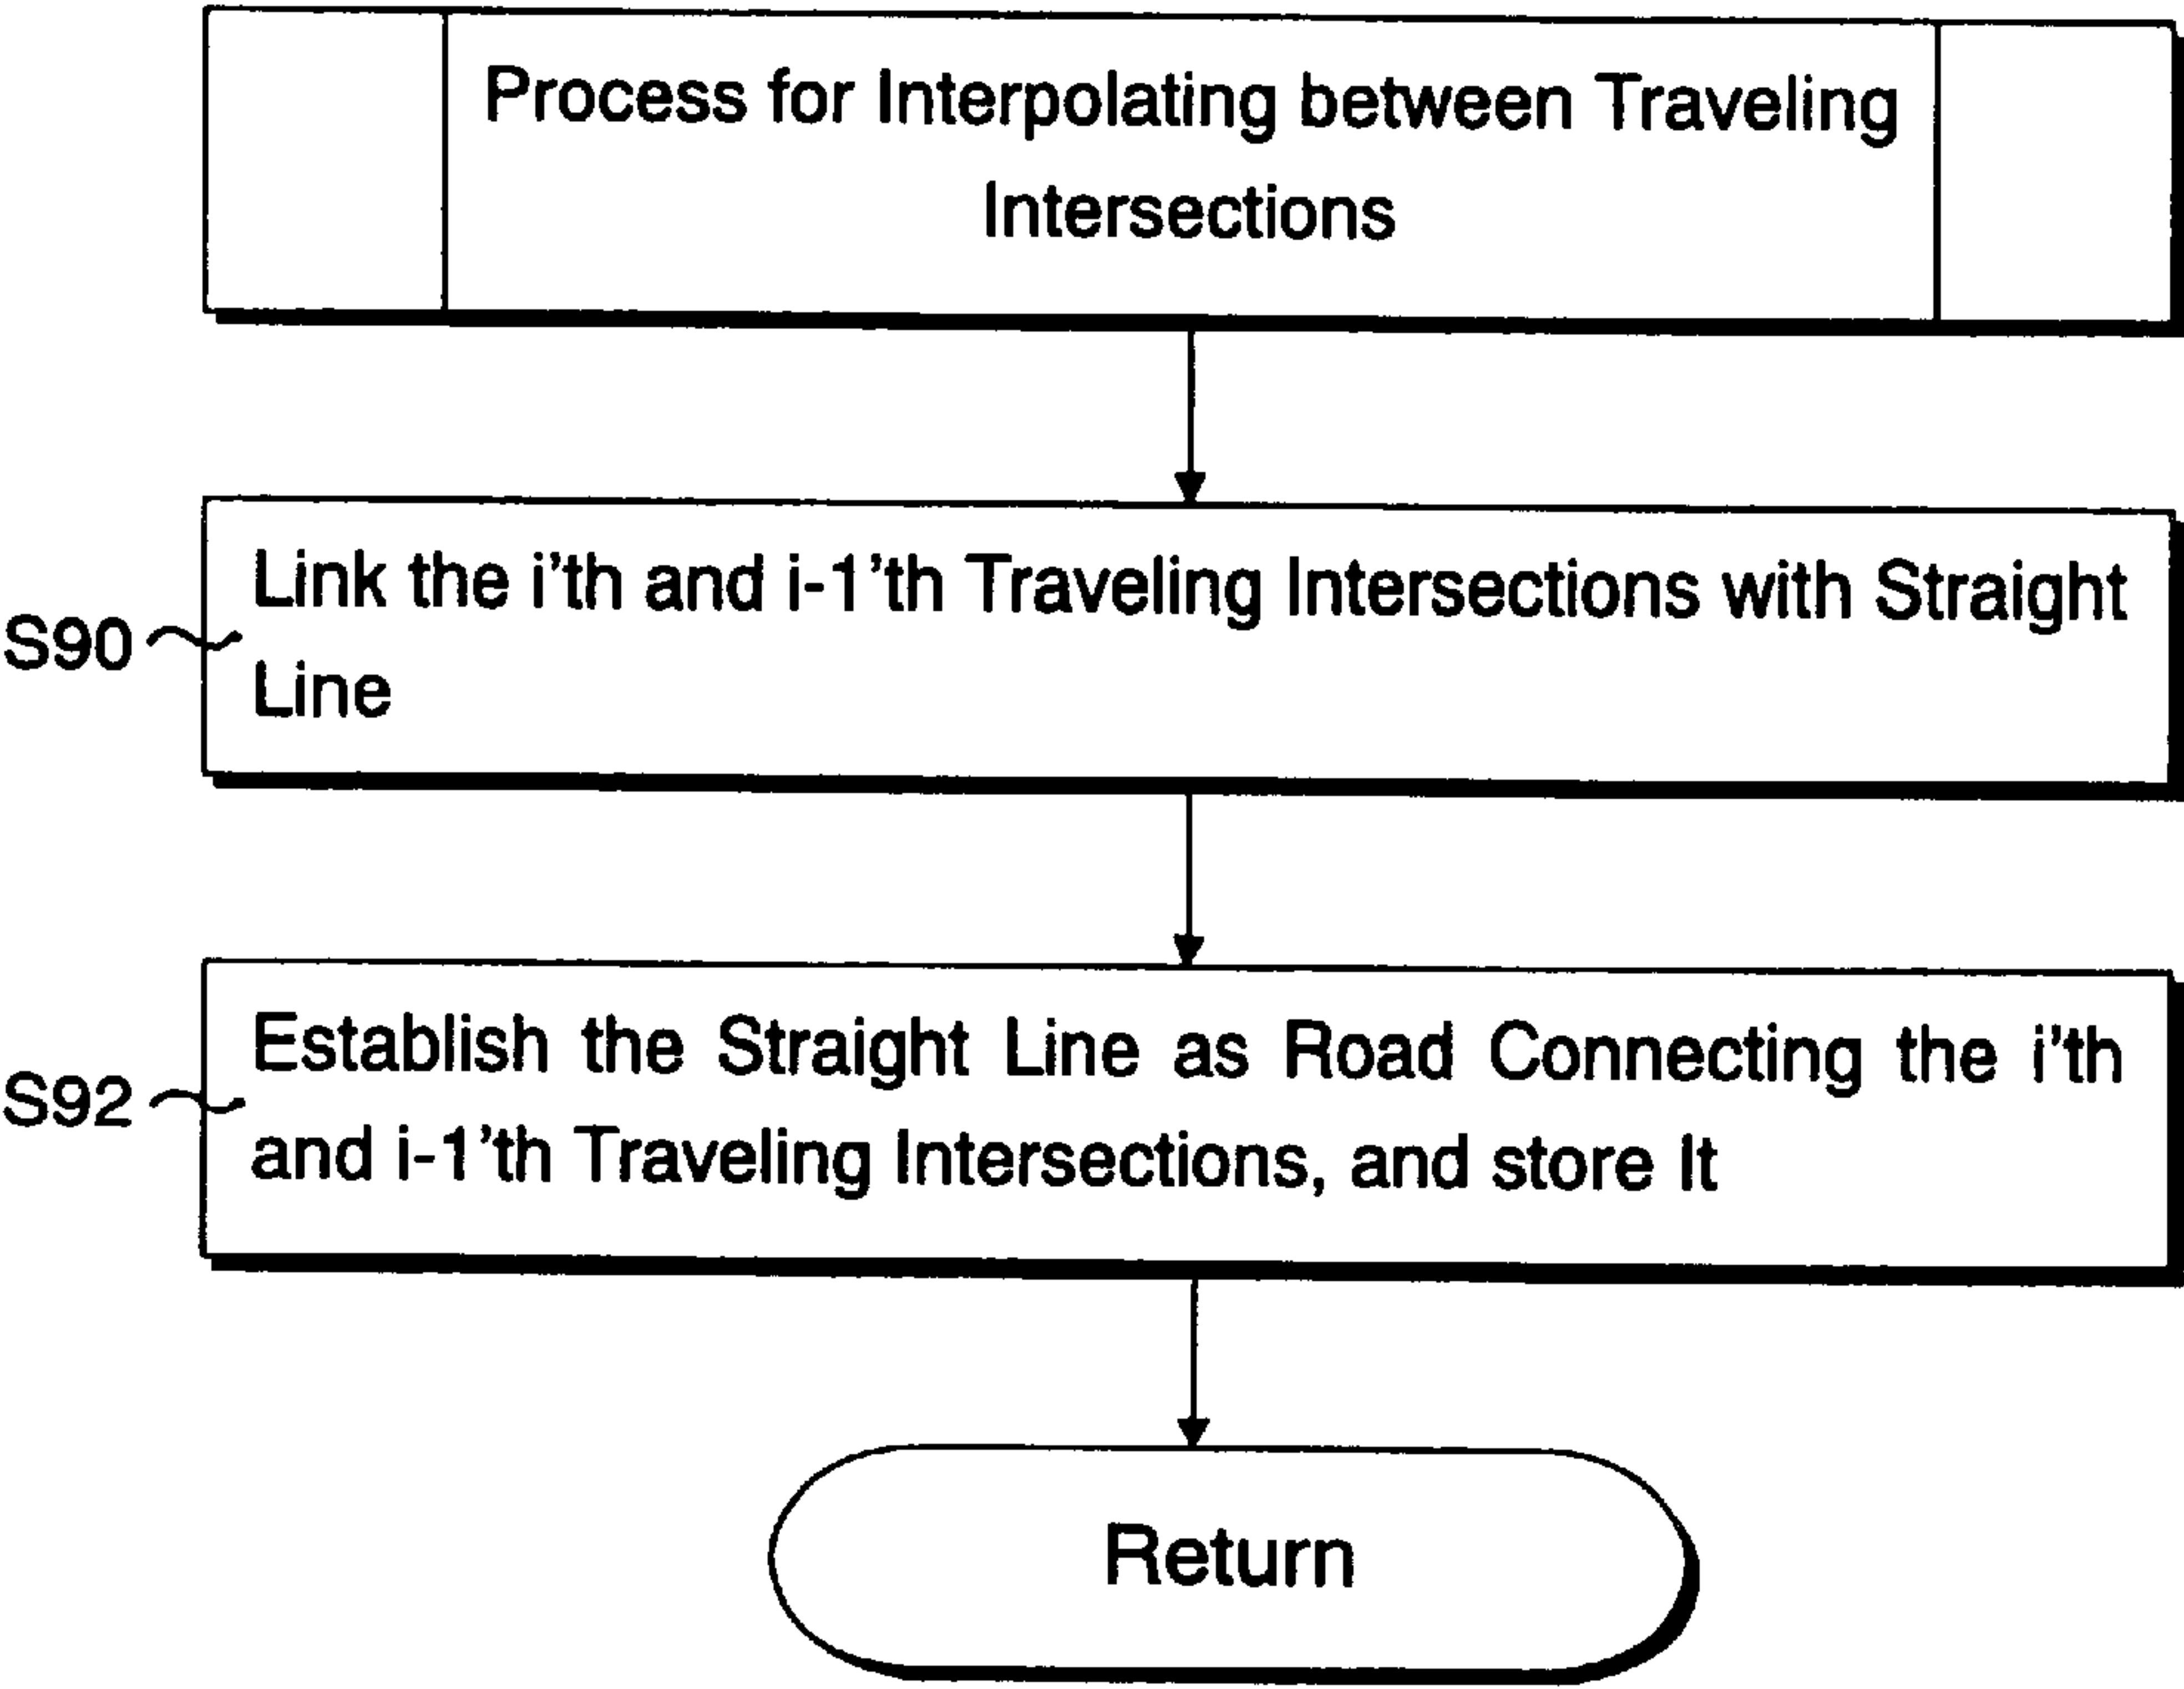 Process for Interpolating between Traveling
Intersections
Link the i'th and i-1'th Traveling Intersections with Straight
S90
Line
Establish the Straight Line as Road Connecting the i'th
S92
and i-1'th Traveling Intersections, and store It
Return